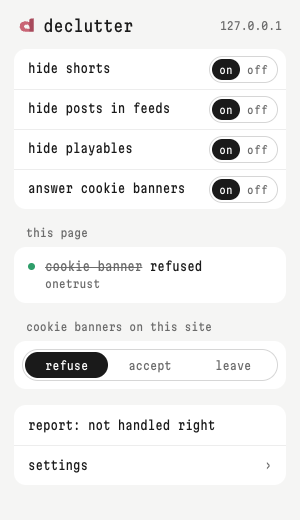 declutter 127.0.0.1
hide shorts on off
hide posts in feeds on off
hide playables on off
answer cookie banners on off
this page
cookie banner refused
onetrust
cookie banners on this site
refuse accept leave
report: not handled right
settings ›